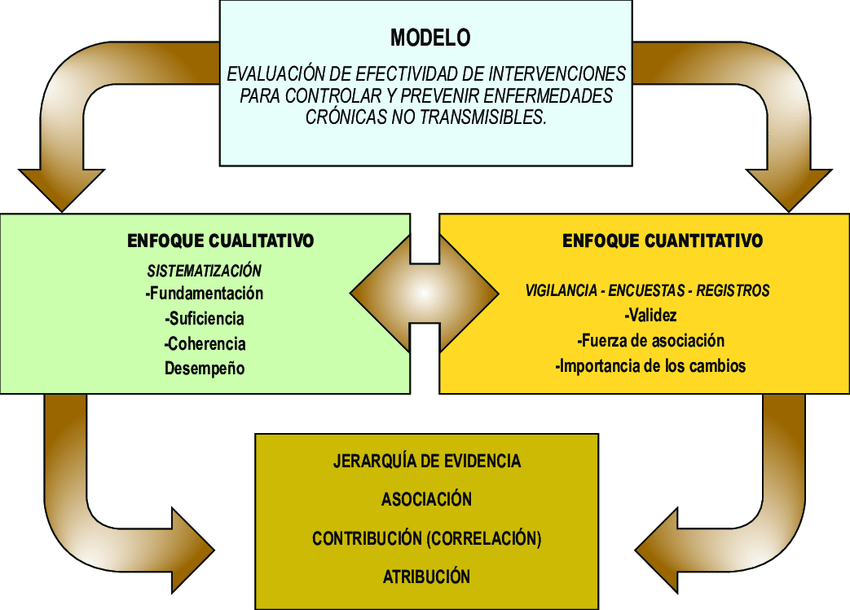 MODELO
EVALUACIÓN DE EFECTIVIDAD DE INTERVENCIONES
PARA CONTROLAR Y PREVENIR ENFERMEDADES
CRÓNICAS NO TRANSMISIBLES.
ENFOQUE CUALITATIVO
SISTEMATIZACIÓN
-Fundamentación
-Suficiencia
-Coherencia
Desempeño
ENFOQUE CUANTITATIVO
VIGILANCIA - ENCUESTAS - REGISTROS
-Validez
-Fuerza de asociación
-Importancia de los cambios
JERARQUÍA DE EVIDENCIA
ASOCIACIÓN
CONTRIBUCIÓN (CORRELACIÓN)
ATRIBUCIÓN